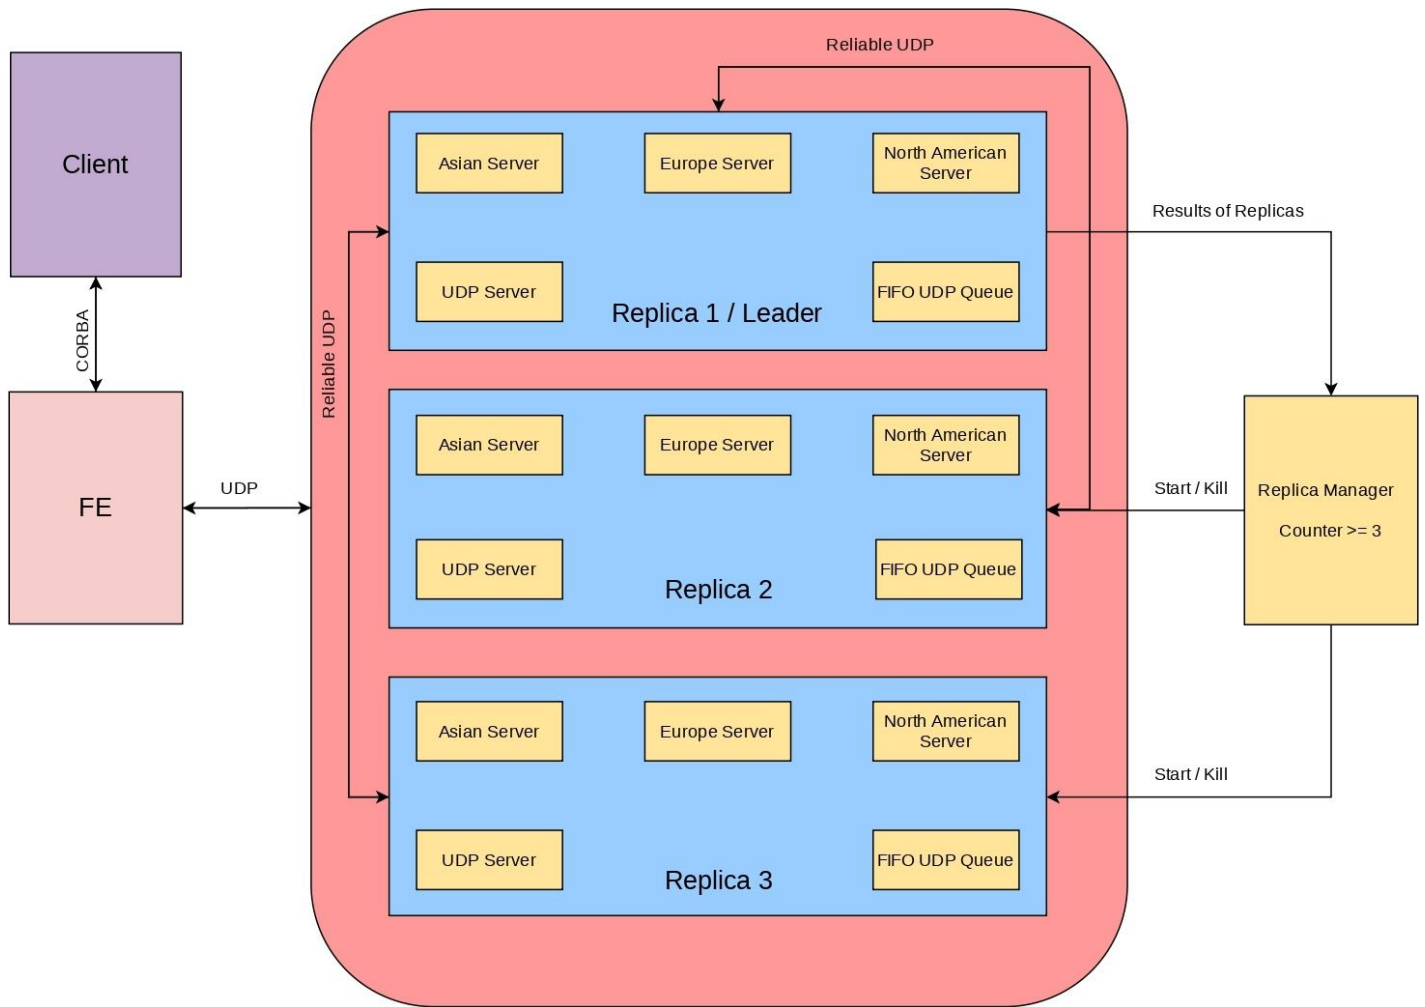 Reliable UDP
Client
Asian Server
Europe Server
North American
Server
Results of Replicas
UDP Server
FIFO UDP Queue
Replica 1 / Leader
CORBA
Reliable UDP
FE
UDP
Asian Server
Europe Server
North American
Server
UDP Server
FIFO UDP Queue
Replica 2
Start / Kill
Replica Manager
Counter >= 3
Asian Server
Europe Server
North American
Server
Start / Kill
UDP Server
FIFO UDP Queue
Replica 3